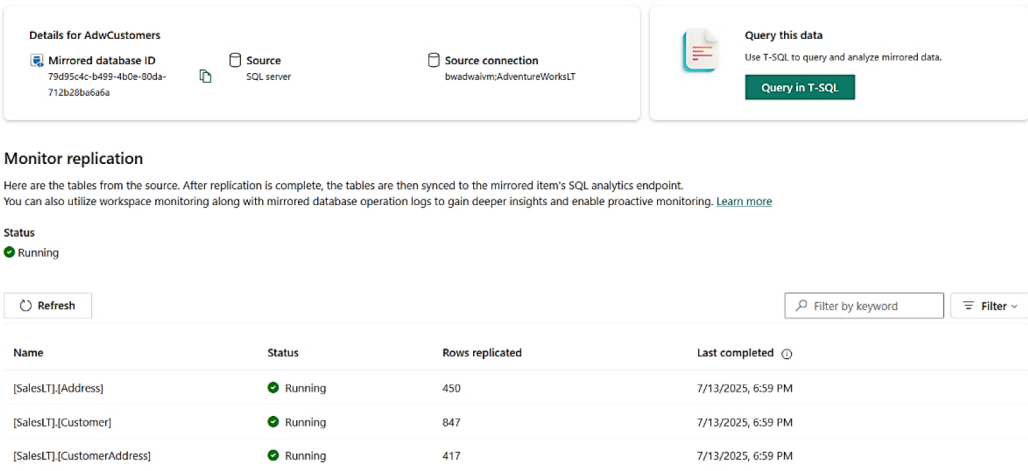 Details for AdwCustomers
Mirrored database ID
79d95c4c-b499-4b0e-80da-
712b28ba6a6a
Source
SQL server
Source connection
bwadwaivm;AdventureWorksLT
Query this data
Use T-SQL to query and analyze mirrored data.
Query in T-SQL
Monitor replication
Here are the tables from the source. After replication is complete, the tables are then synced to the mirrored item's SQL analytics endpoint.
You can also utilize workspace monitoring along with mirrored database operation logs to gain deeper insights and enable proactive monitoring. Learn more
Status
Running
Refresh
Filter by keyword
Filter
Name Status Rows replicated Last completed
[SalesLT].[Address] Running 450 7/13/2025, 6:59 PM
[SalesLT].[Customer] Running 847 7/13/2025, 6:59 PM
[SalesLT].[CustomerAddress] Running 417 7/13/2025, 6:59 PM